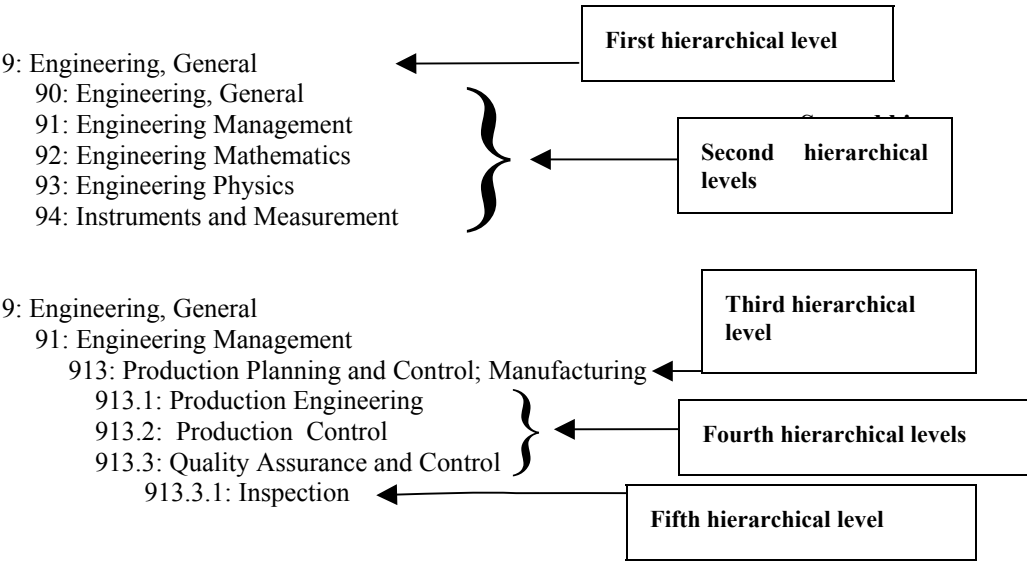 First hierarchical level
9: Engineering, General
90: Engineering, General
91: Engineering Management
92: Engineering Mathematics
93: Engineering Physics
94: Instruments and Measurement
Second hierarchical
levels
9: Engineering, General
91: Engineering Management
913: Production Planning and Control; Manufacturing
913.1: Production Engineering
913.2: Production Control
913.3: Quality Assurance and Control
913.3.1: Inspection
Third hierarchical
level
Fourth hierarchical levels
Fifth hierarchical level